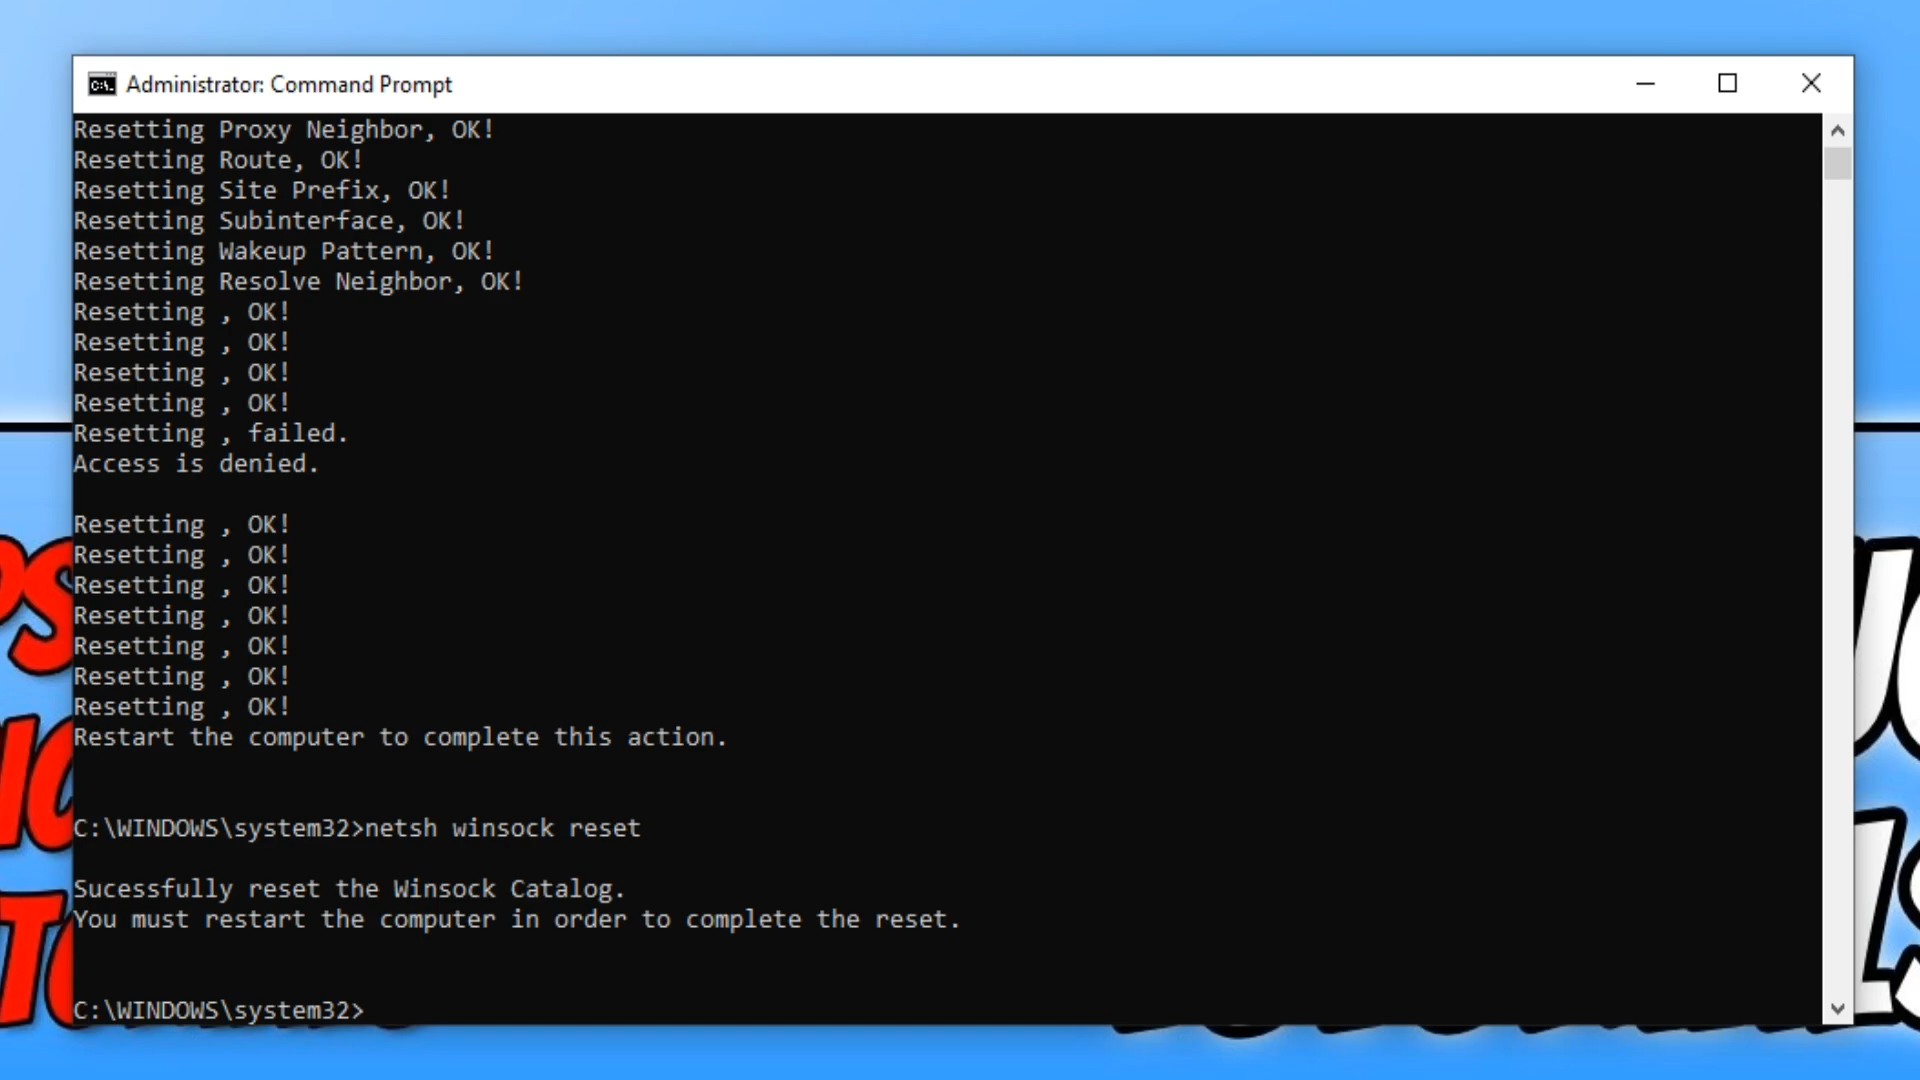 Administrator: Command Prompt
Resetting Proxy Neighbor, OK!
Resetting Route, OK!
Resetting Site Prefix, OK!
Resetting Subinterface, OK!
Resetting Wakeup Pattern, OK!
Resetting Resolve Neighbor, OK!
Resetting , OK!
Resetting , OK!
Resetting , OK!
Resetting , OK!
Resetting , failed.
Access is denied.
Resetting , OK!
Resetting , OK!
Resetting , OK!
Resetting , OK!
Resetting , OK!
Resetting , OK!
Resetting , OK!
Restart the computer to complete this action.
C:\WINDOWS\system32>netsh winsock reset
Sucessfully reset the Winsock Catalog.
You must restart the computer in order to complete the reset.
C:\WINDOWS\system32>